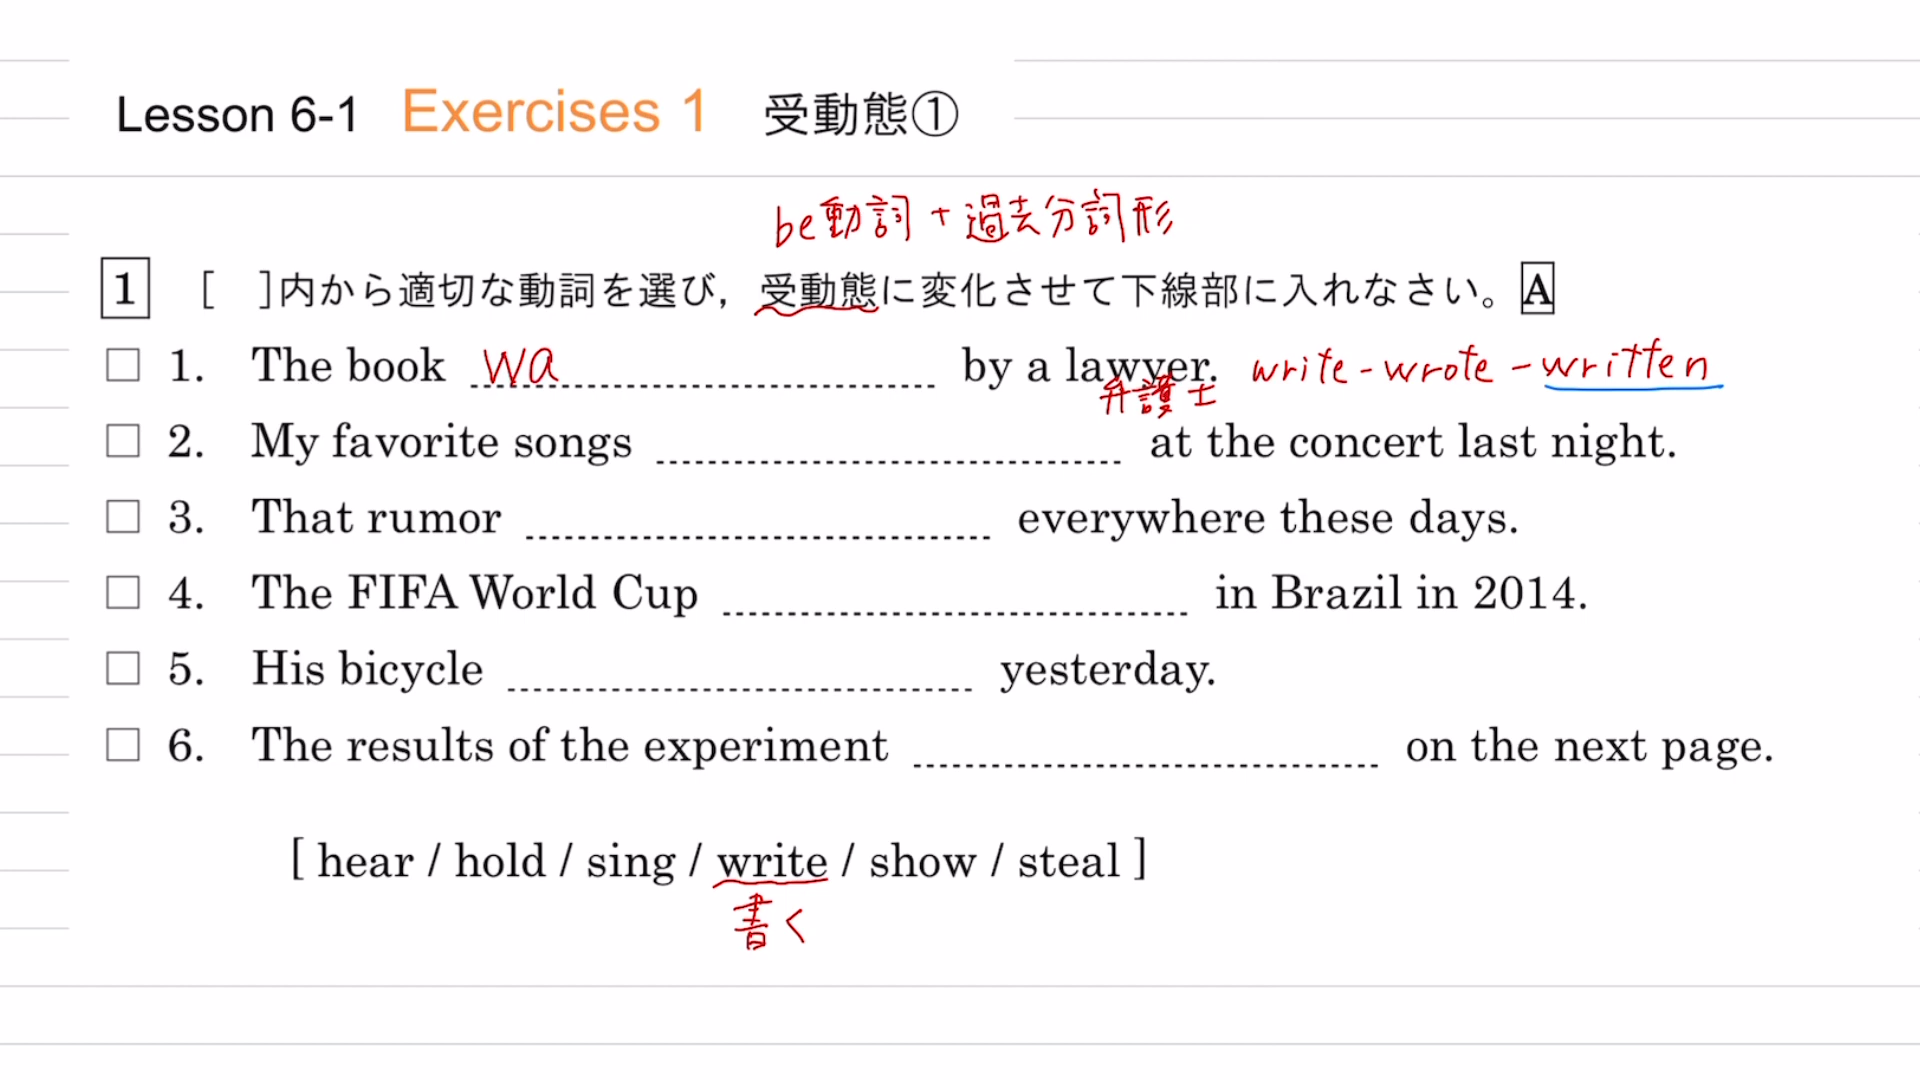 Lesson 6-1 Exercises 1 受動態①
be動詞 + 過去分詞形
1 [ ]内から適切な動詞を選び，受動態に変化させて下線部に入れなさい。A
□ 1. The book wa by a lawyer. write-wrote-written
弁護士
□ 2. My favorite songs at the concert last night.
□ 3. That rumor everywhere these days.
□ 4. The FIFA World Cup in Brazil in 2014.
□ 5. His bicycle yesterday.
□ 6. The results of the experiment on the next page.
[ hear / hold / sing / write / show / steal ]
書く